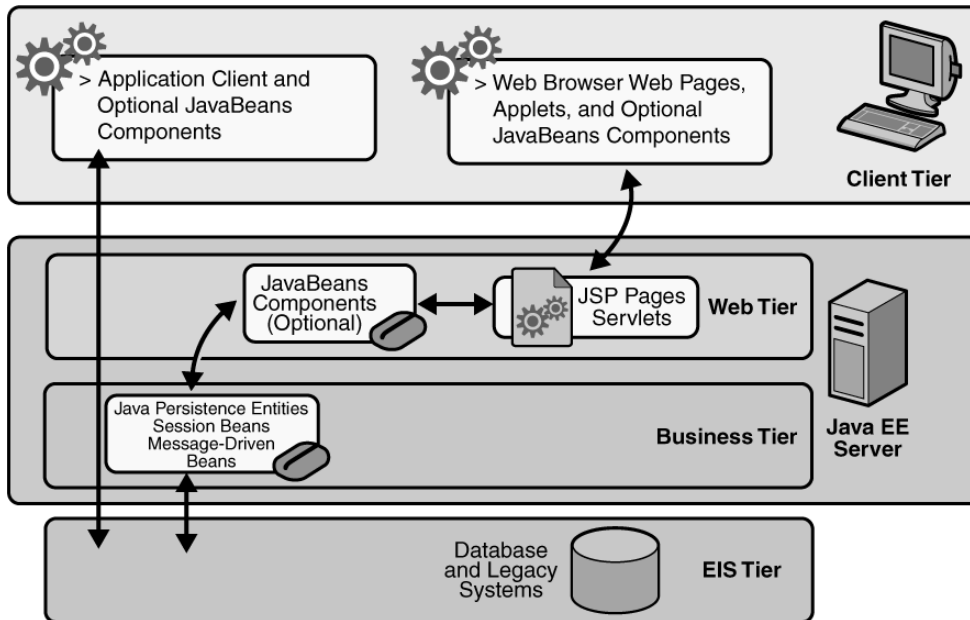 > Application Client and
Optional JavaBeans
Components
> Web Browser Web Pages,
Applets, and Optional
JavaBeans Components
Client Tier
JavaBeans
Components
(Optional)
JSP Pages
Servlets
Web Tier
Java Persistence Entities
Session Beans
Message-Driven
Beans
Business Tier
Java EE
Server
Database
and Legacy
Systems
EIS Tier